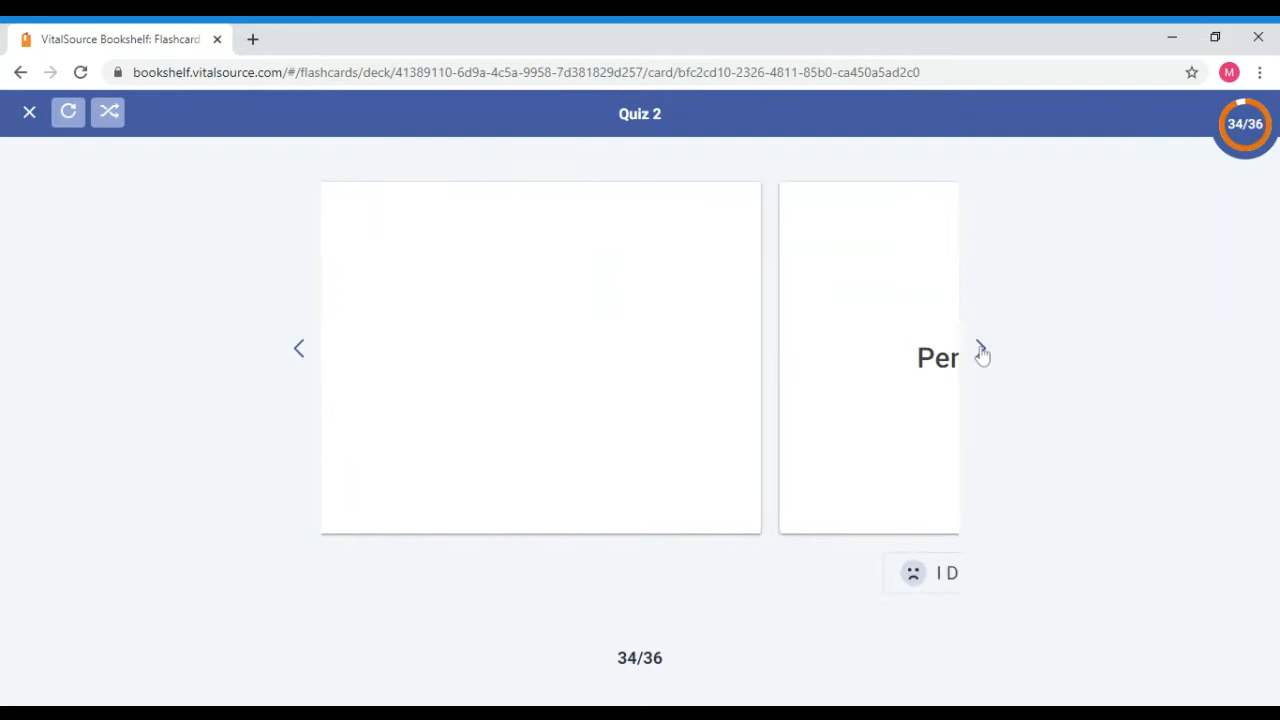 VitalSource Bookshelf: Flashcard
bookshelf.vitalsource.com/#/flashcards/deck/41389110-6d9a-4c5a-9958-7d381829d257/card/bfc2cd10-2326-4811-85b0-ca450a5ad2c0
M
Quiz 2
34/36
Per
I D
34/36